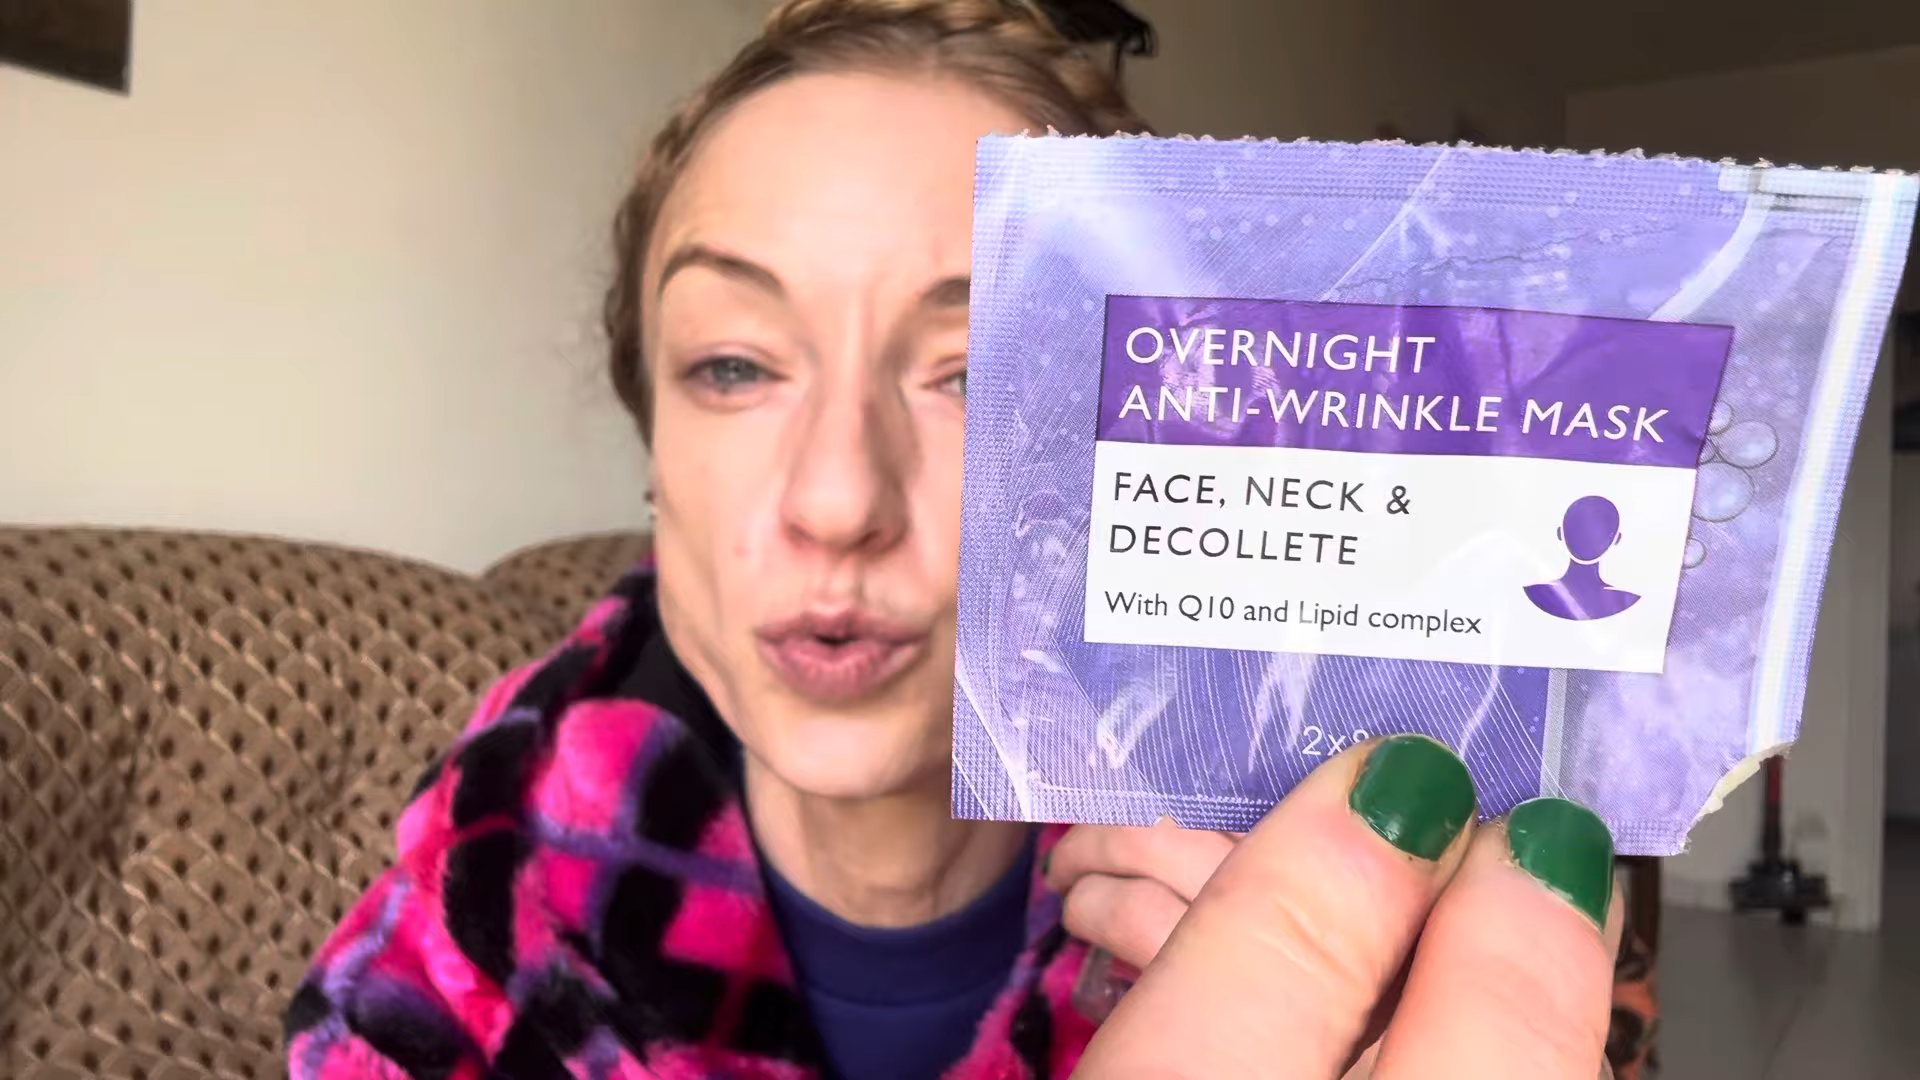 OVERNIGHT
ANTI-WRINKLE MASK
FACE, NECK &
DECOLLETE
With Q10 and Lipid complex